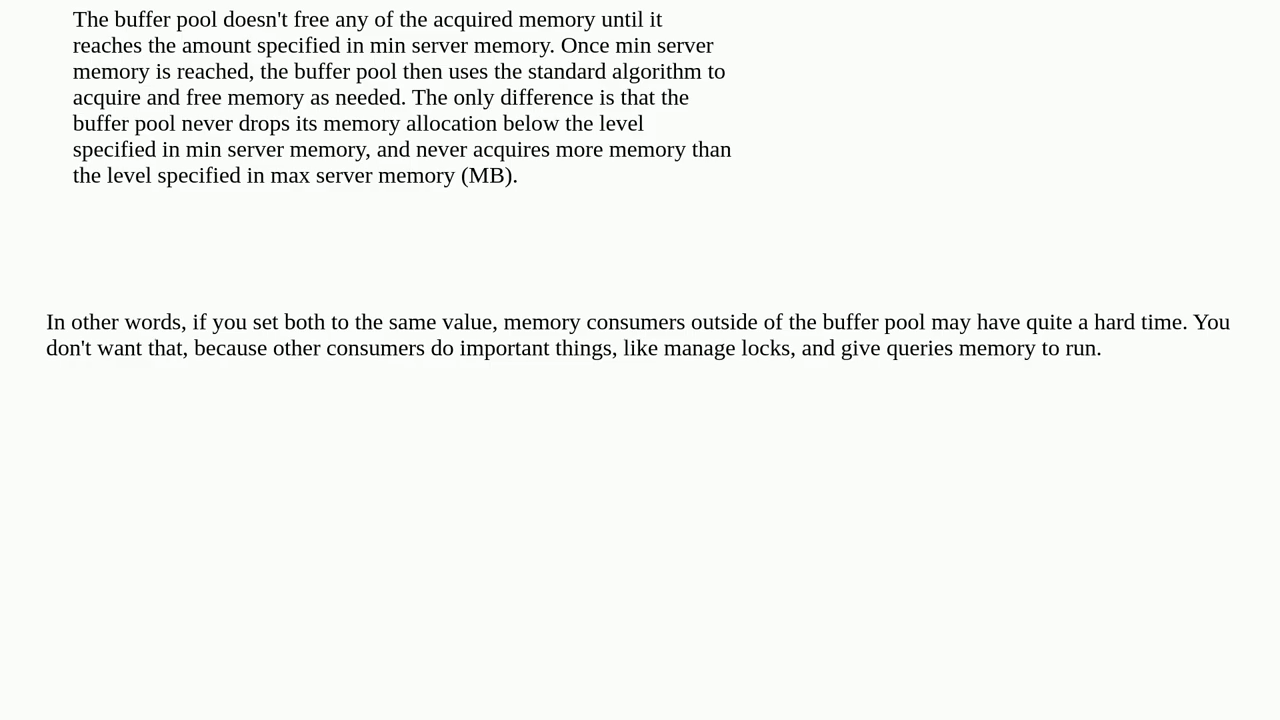 The buffer pool doesn't free any of the acquired memory until it
reaches the amount specified in min server memory. Once min server
memory is reached, the buffer pool then uses the standard algorithm to
acquire and free memory as needed. The only difference is that the
buffer pool never drops its memory allocation below the level
specified in min server memory, and never acquires more memory than
the level specified in max server memory (MB).
In other words, if you set both to the same value, memory consumers outside of the buffer pool may have quite a hard time. You
don't want that, because other consumers do important things, like manage locks, and give queries memory to run.